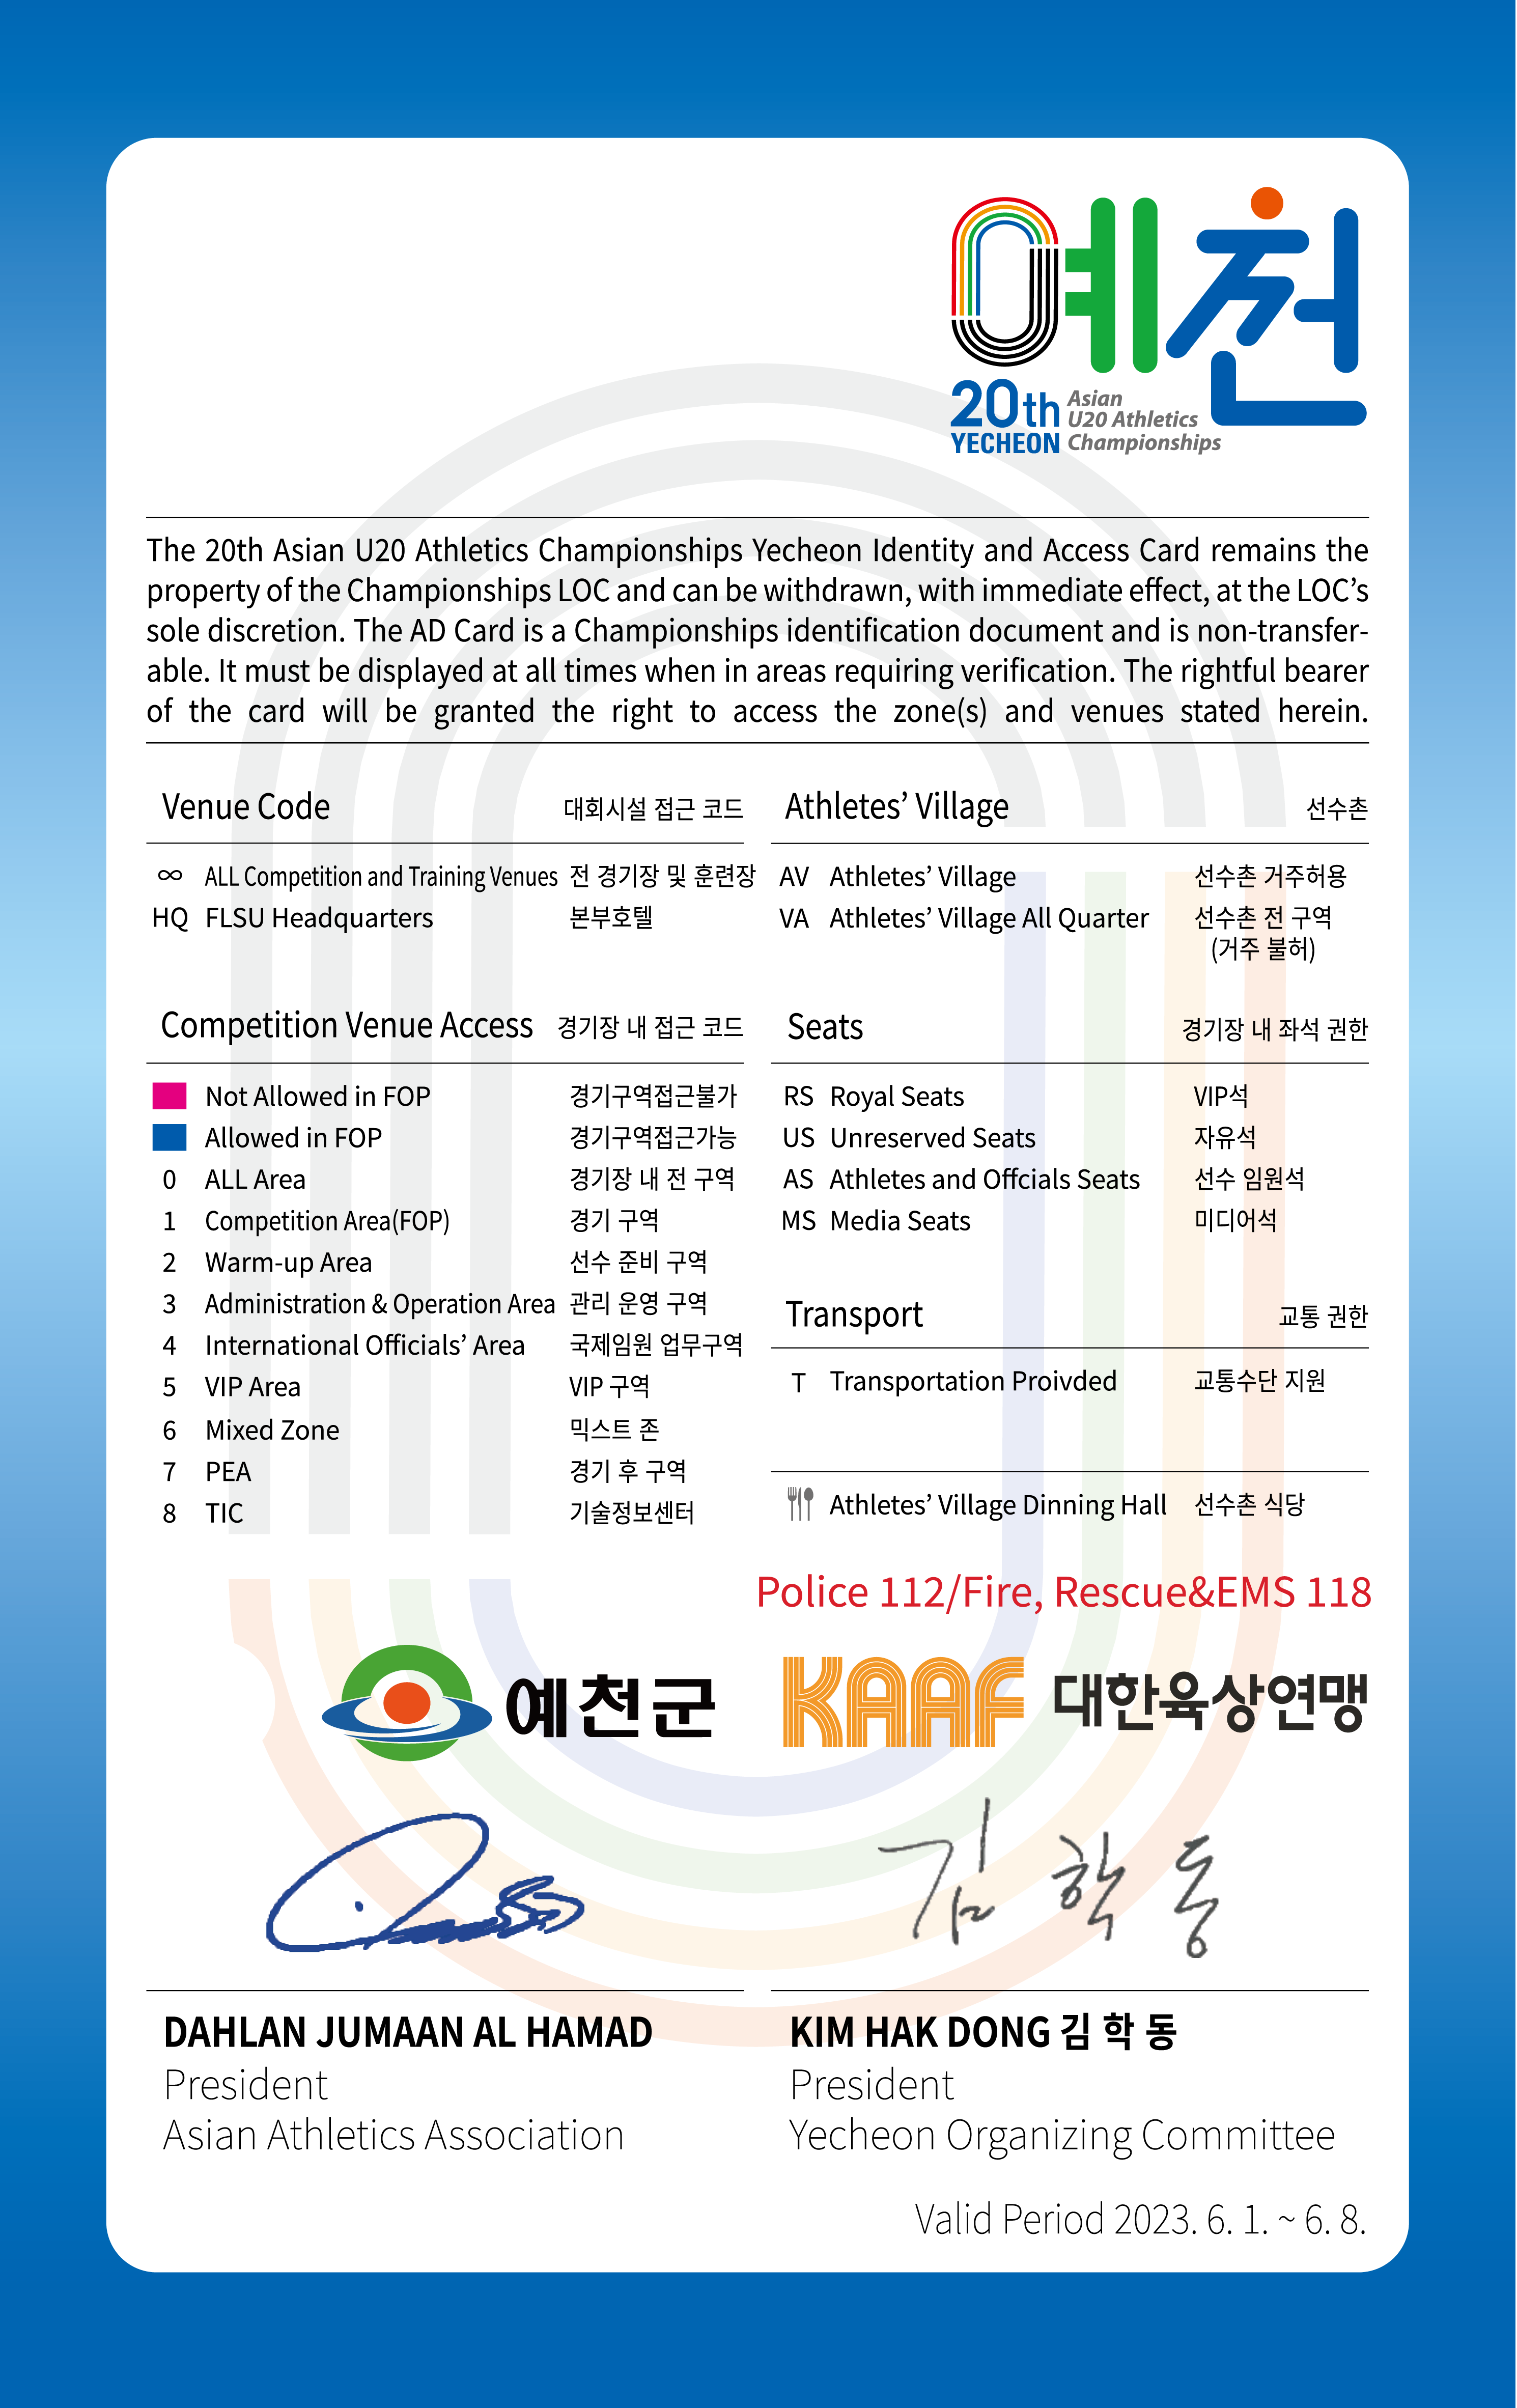 예천
20th
YECHEON
Asian
U20 Athletics
Championships
The 20th Asian U20 Athletics Championships Yecheon Identity and Access Card remains the
property of the Championships LOC and can be withdrawn, with immediate effect, at the LOC’s
sole discretion. The AD Card is a Championships identification document and is non-transfer-
able. It must be displayed at all times when in areas requiring verification. The rightful bearer
of the card will be granted the right to access the zone(s) and venues stated herein.
Venue Code 대회시설 접근 코드
∞ ALL Competition and Training Venues 전 경기장 및 훈련장
HQ FLSU Headquarters 본부호텔
Athletes’ Village 선수촌
AV Athletes’ Village 선수촌 거주허용
VA Athletes’ Village All Quarter 선수촌 전 구역
(거주 불허)
Competition Venue Access 경기장 내 접근 코드
Not Allowed in FOP 경기구역접근불가
Allowed in FOP 경기구역접근가능
0 ALL Area 경기장 내 전 구역
1 Competition Area(FOP) 경기 구역
2 Warm-up Area 선수 준비 구역
3 Administration & Operation Area 관리 운영 구역
4 International Officials’ Area 국제임원 업무구역
5 VIP Area VIP 구역
6 Mixed Zone 믹스트 존
7 PEA 경기 후 구역
8 TIC 기술정보센터
Seats 경기장 내 좌석 권한
RS Royal Seats VIP석
US Unreserved Seats 자유석
AS Athletes and Offcials Seats 선수 임원석
MS Media Seats 미디어석
Transport 교통 권한
T Transportation Proivded 교통수단 지원
Athletes’ Village Dinning Hall 선수촌 식당
Police 112/Fire, Rescue&EMS 118
예천군
KAAF 대한육상연맹
김 학 동
DAHLAN JUMAAN AL HAMAD
President
Asian Athletics Association
KIM HAK DONG 김 학 동
President
Yecheon Organizing Committee
Valid Period 2023. 6. 1. ~ 6. 8.